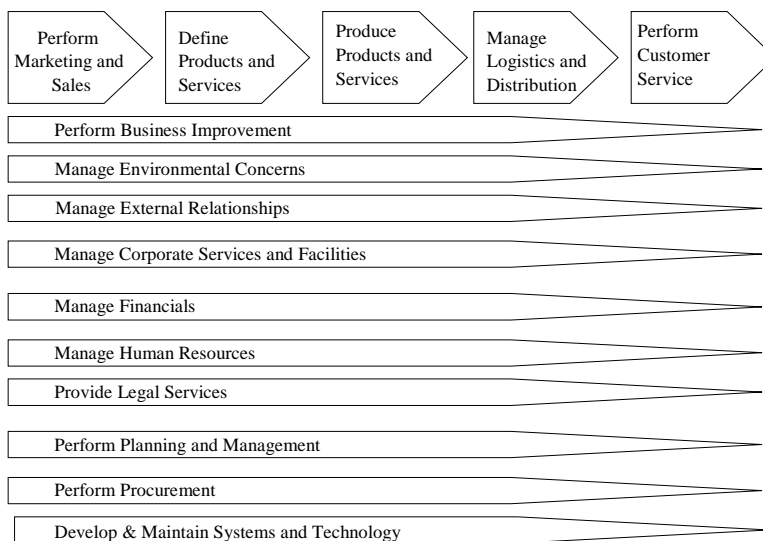 Perform
Marketing and
Sales
Define
Products and
Services
Produce
Products and
Services
Manage
Logistics and
Distribution
Perform
Customer
Service
Perform Business Improvement
Manage Environmental Concerns
Manage External Relationships
Manage Corporate Services and Facilities
Manage Financials
Manage Human Resources
Provide Legal Services
Perform Planning and Management
Perform Procurement
Develop & Maintain Systems and Technology